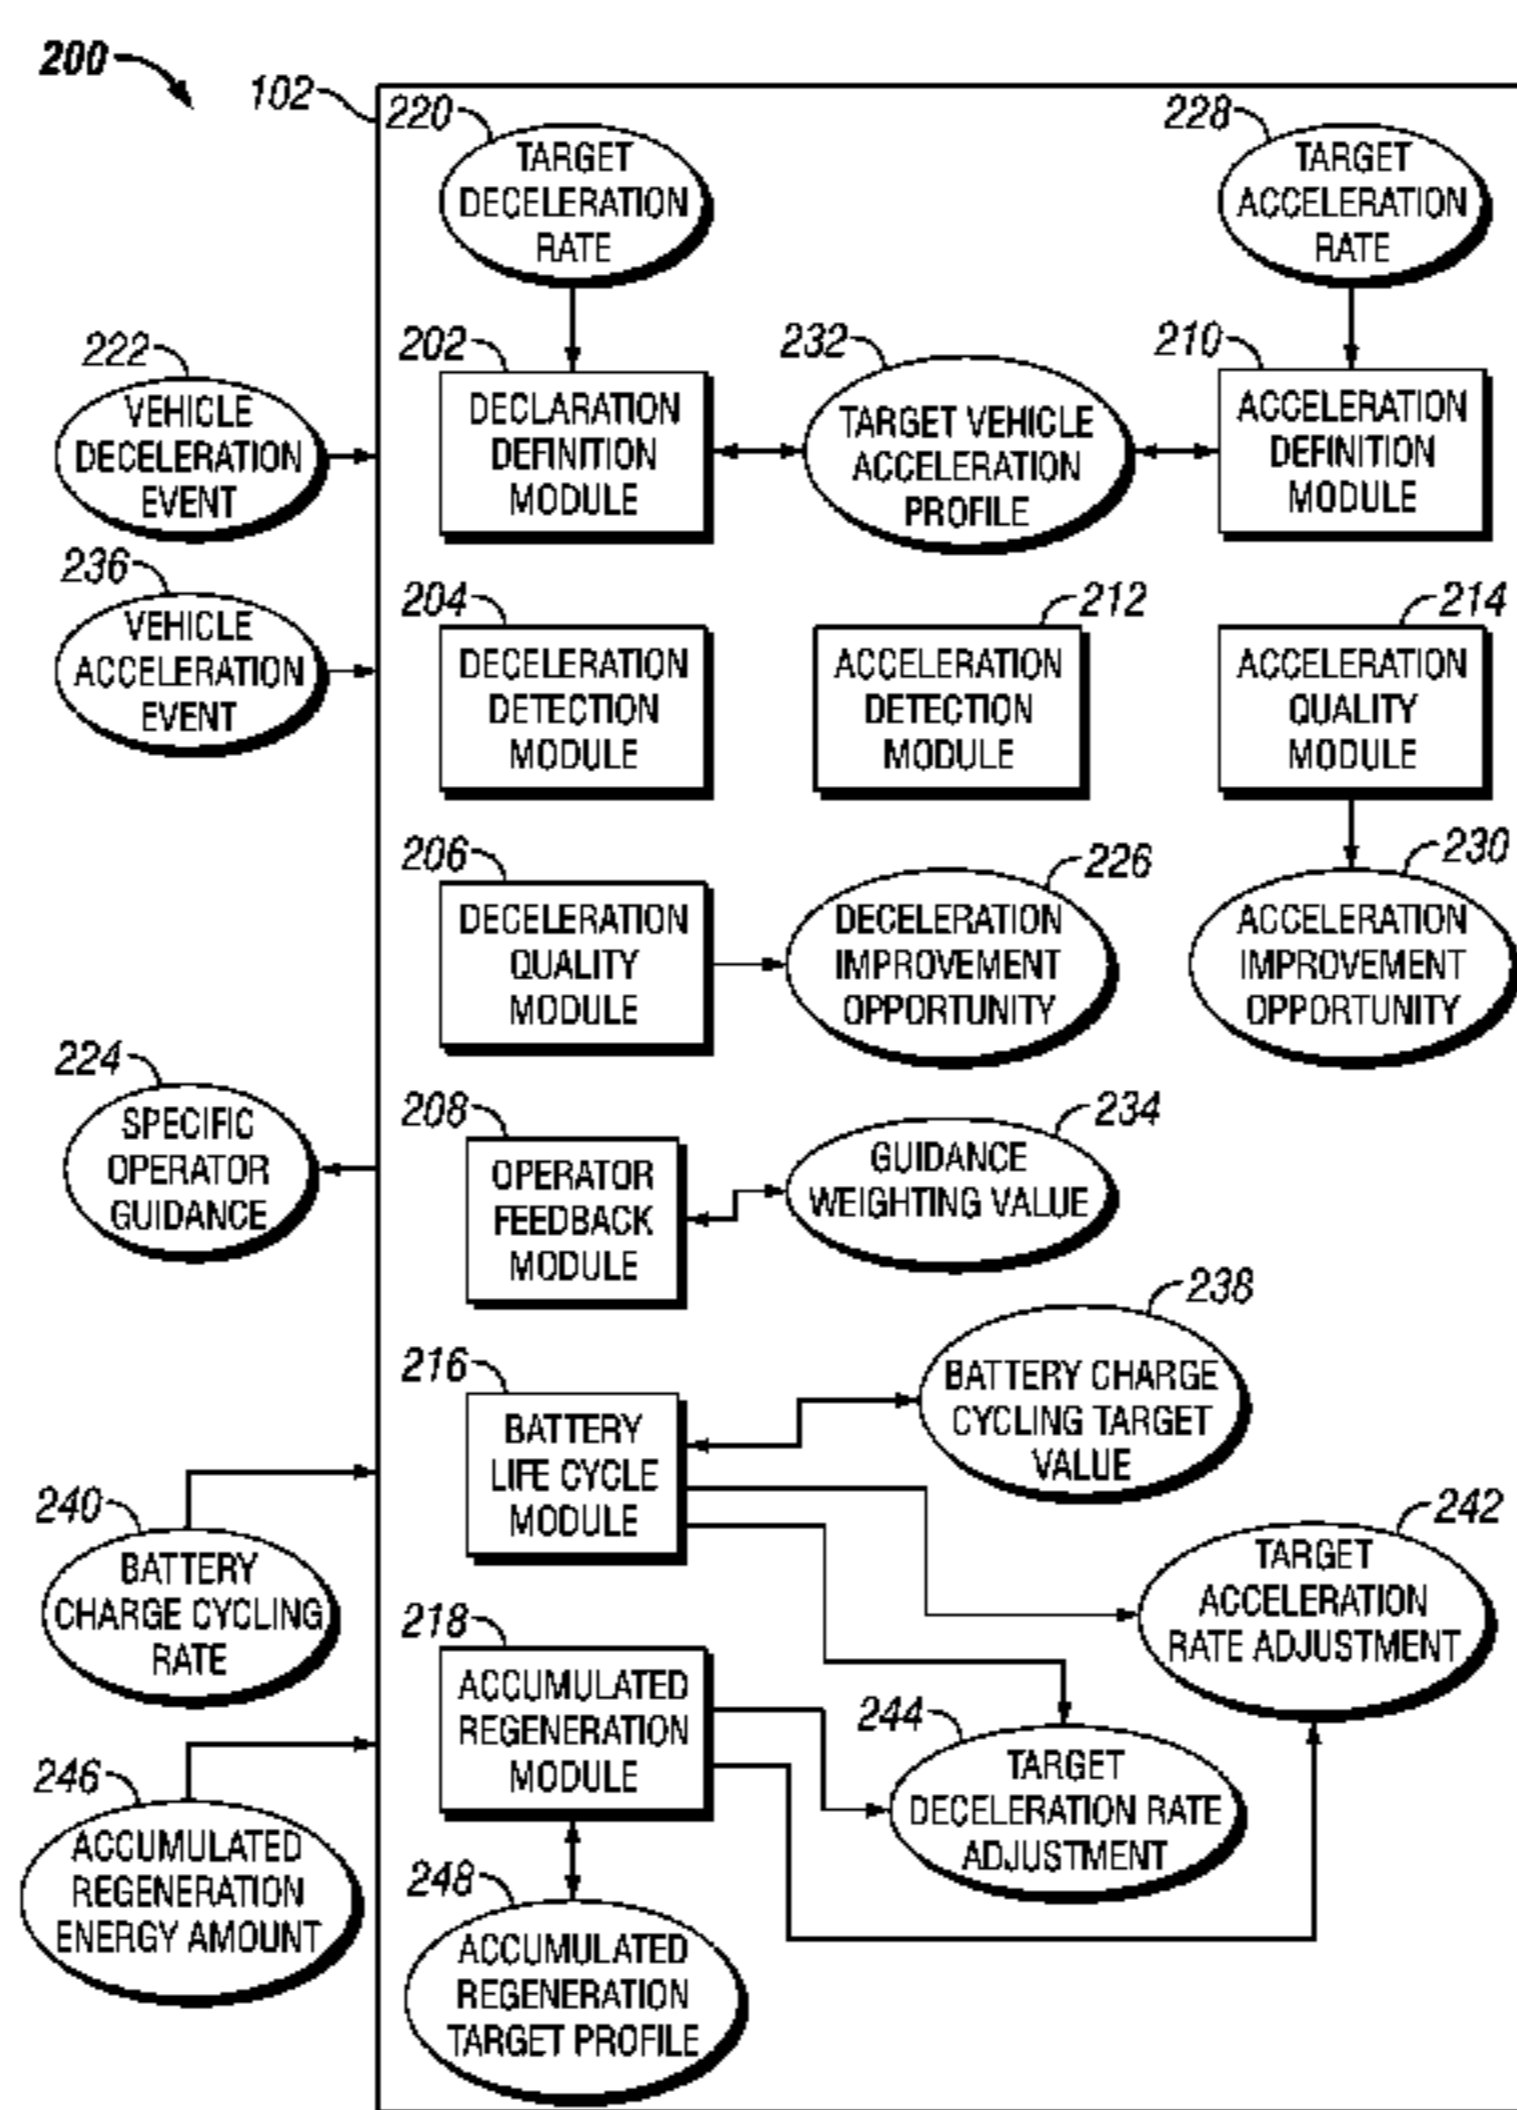 200
102
220
TARGET
DECELERATION
RATE
228
TARGET
ACCELERATION
RATE
222
VEHICLE
DECELERATION
EVENT
202
DECLARATION
DEFINITION
MODULE
232
TARGET VEHICLE
ACCELERATION
PROFILE
210
ACCELERATION
DEFINITION
MODULE
236
VEHICLE
ACCELERATION
EVENT
204
DECELERATION
DETECTION
MODULE
212
ACCELERATION
DETECTION
MODULE
214
ACCELERATION
QUALITY
MODULE
206
DECELERATION
QUALITY
MODULE
226
DECELERATION
IMPROVEMENT
OPPORTUNITY
230
ACCELERATION
IMPROVEMENT
OPPORTUNITY
224
SPECIFIC
OPERATOR
GUIDANCE
208
OPERATOR
FEEDBACK
MODULE
234
GUIDANCE
WEIGHTING VALUE
238
BATTERY CHARGE
CYCLING TARGET
VALUE
216
BATTERY
LIFE CYCLE
MODULE
240
BATTERY
CHARGE CYCLING
RATE
242
TARGET
ACCELERATION
RATE ADJUSTMENT
218
ACCUMULATED
REGENERATION
MODULE
244
TARGET
DECELERATION RATE
ADJUSTMENT
246
ACCUMULATED
REGENERATION
ENERGY AMOUNT
248
ACCUMULATED
REGENERATION
TARGET PROFILE